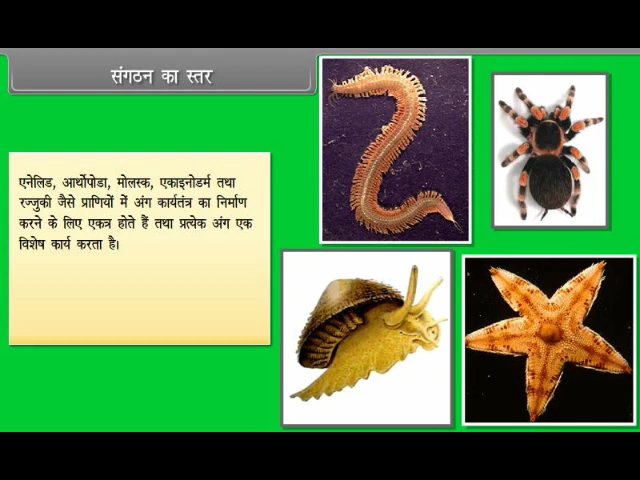 संगठन का स्तर
एनेलिड, आर्थोपोडा, मोलस्क, एकाइनोडर्म तथा
रज्जुकी जैसे प्राणियों में अंग कार्यतंत्र का निर्माण
करने के लिए एकत्र होते हैं तथा प्रत्येक अंग एक
विशेष कार्य करता है।